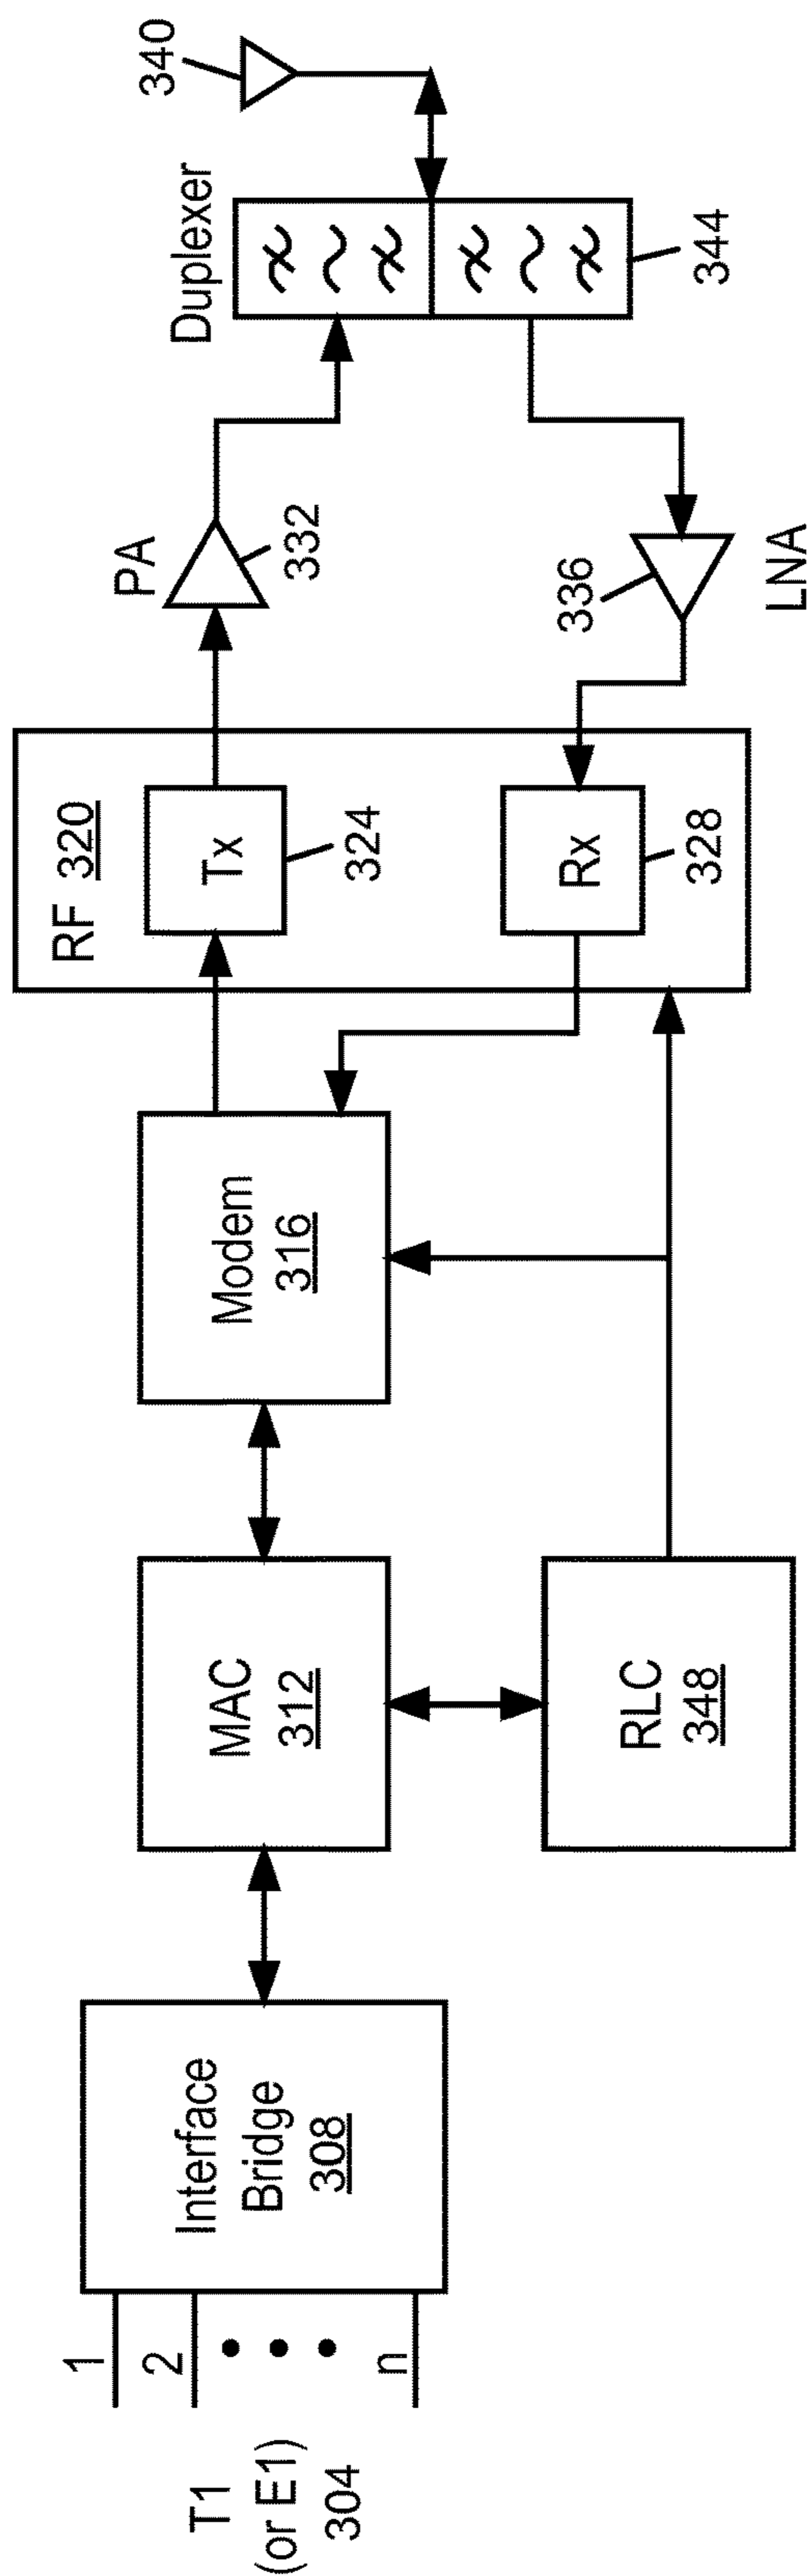 T1
(or E1)
304
1
2
n
Interface
Bridge
308
MAC
312
RLC
348
Modem
316
RF 320
Tx
324
Rx
328
PA
332
336
LNA
Duplexer
344
340